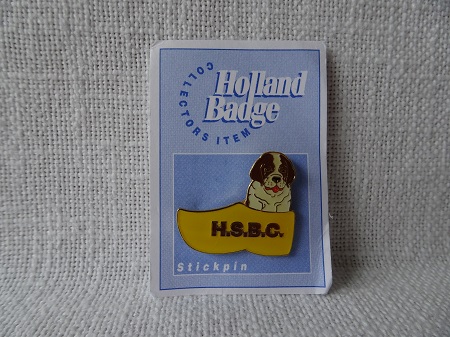 Holland
Badge
COLLECTORS ITEM
H.S.B.C.
Stickpin